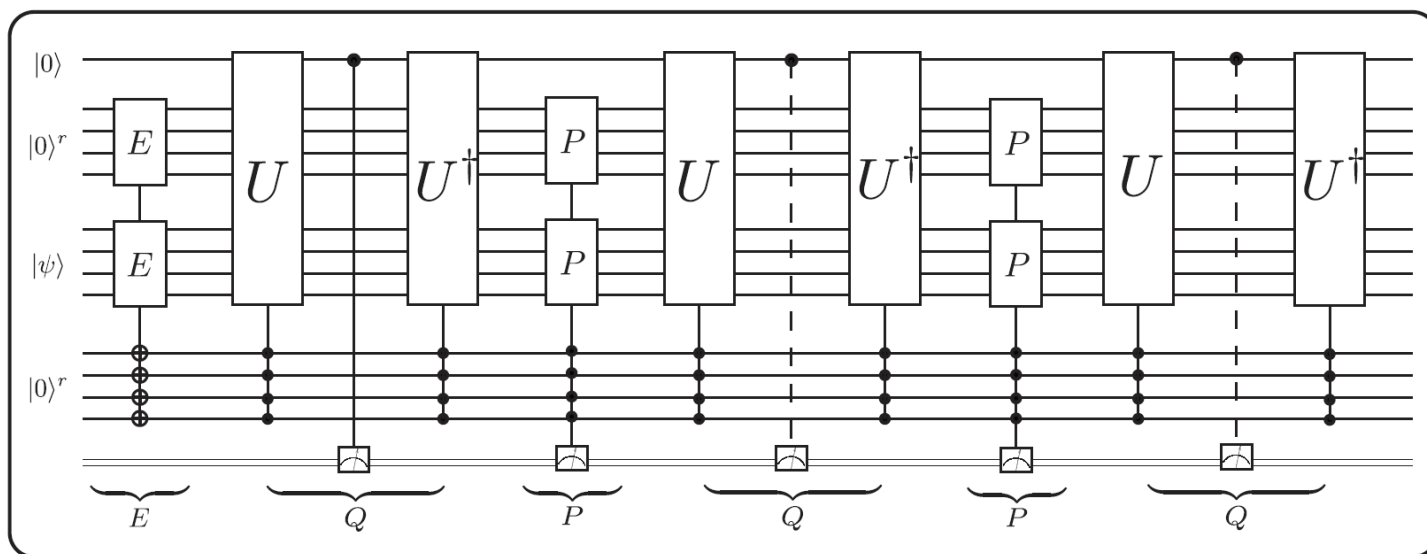 |0⟩
U U† U U† U U†
|0⟩^r E P P
|ψ⟩ E P P
|0⟩^r
E Q P Q P Q